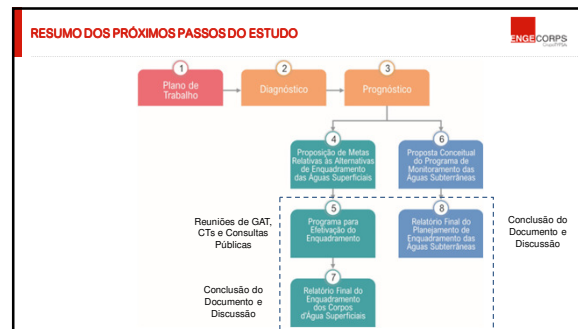 RESUMO DOS PRÓXIMOS PASSOS DO ESTUDO
ENGECORPS
1
Plano de
Trabalho
2
Diagnóstico
3
Prognóstico
4
Proposição de Metas
Relativas às Alternativas
de Enquadramento
das Águas Superficiais
6
Proposta Conceitual
do Programa de
Monitoramento das
Águas Subterrâneas
Reuniões de GAT,
CTs e Consultas
Públicas
5
Programa para
Efetivação do
Enquadramento
8
Relatório Final do
Planejamento de
Enquadramento das
Águas Subterrâneas
Conclusão do
Documento e
Discussão
Conclusão do
Documento e
Discussão
7
Relatório Final do
Enquadramento
dos Corpos
d'Água Superficiais